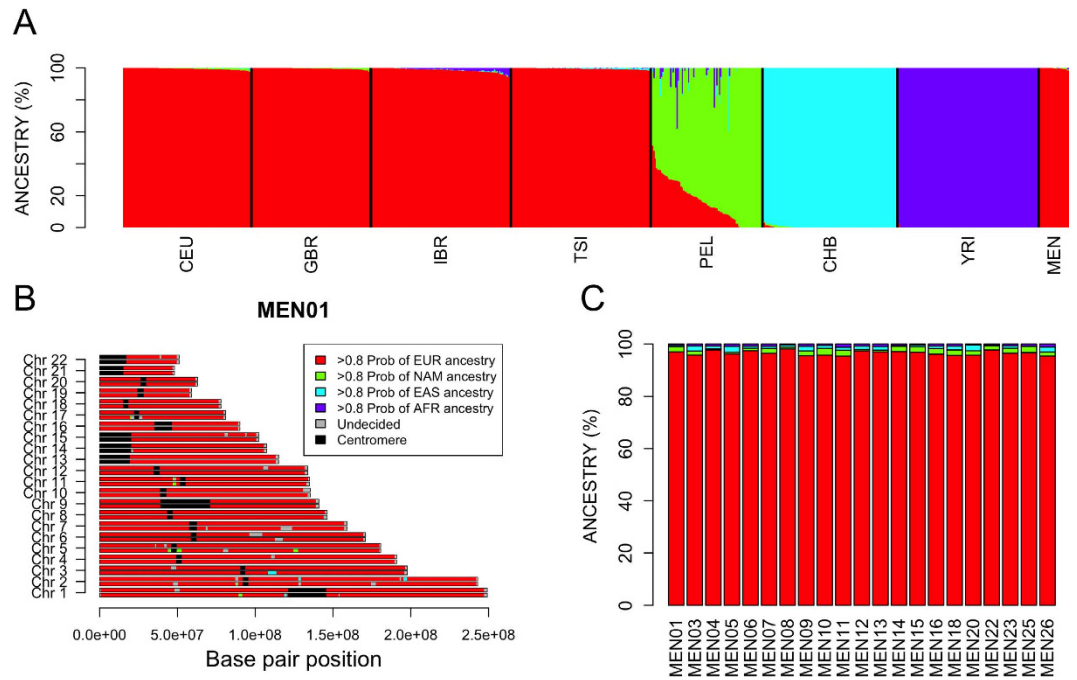 A
ANCESTRY (%)
100
60
20
0
CEU
GBR
IBR
TSI
PEL
CHB
YRI
MEN
B
MEN01
Chr 22
Chr 21
Chr 20
Chr 19
Chr 18
Chr 17
Chr 16
Chr 15
Chr 14
Chr 13
Chr 12
Chr 11
Chr 10
Chr 9
Chr 8
Chr 7
Chr 6
Chr 5
Chr 4
Chr 3
Chr 2
Chr 1
>0.8 Prob of EUR ancestry
>0.8 Prob of NAM ancestry
>0.8 Prob of EAS ancestry
>0.8 Prob of AFR ancestry
Undecided
Centromere
0.0e+00 5.0e+07 1.0e+08 1.5e+08 2.0e+08 2.5e+08
Base pair position
C
ANCESTRY (%)
100
80
60
40
20
0
MEN01
MEN03
MEN04
MEN05
MEN06
MEN07
MEN08
MEN09
MEN10
MEN11
MEN12
MEN13
MEN14
MEN15
MEN16
MEN18
MEN20
MEN22
MEN23
MEN25
MEN26